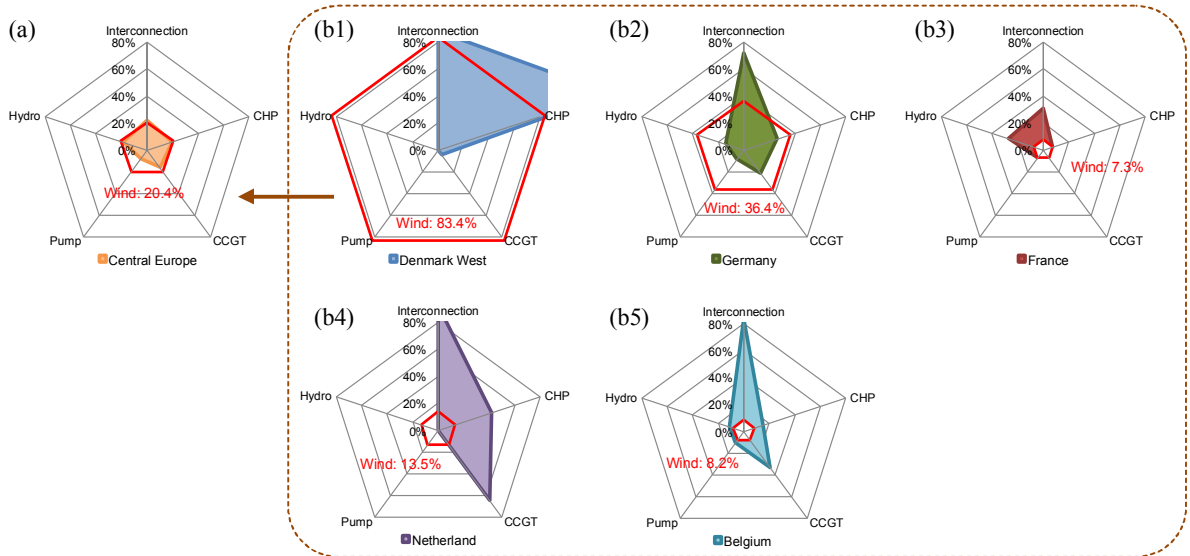 (a)
Interconnection
80%
60%
40%
20%
0%
Hydro
CHP
Wind: 20.4%
Pump
CCGT
Central Europe
(b1)
Interconnection
80%
60%
40%
20%
0%
Hydro
CHP
Wind: 83.4%
Pump
CCGT
Denmark West
(b2)
Interconnection
80%
60%
40%
20%
0%
Hydro
CHP
Wind: 36.4%
Pump
CCGT
Germany
(b3)
Interconnection
80%
60%
40%
20%
0%
Hydro
CHP
Wind: 7.3%
Pump
CCGT
France
(b4)
Interconnection
80%
60%
40%
20%
0%
Hydro
CHP
Wind: 13.5%
Pump
CCGT
Netherland
(b5)
Interconnection
80%
60%
40%
20%
0%
Hydro
CHP
Wind: 8.2%
Pump
CCGT
Belgium